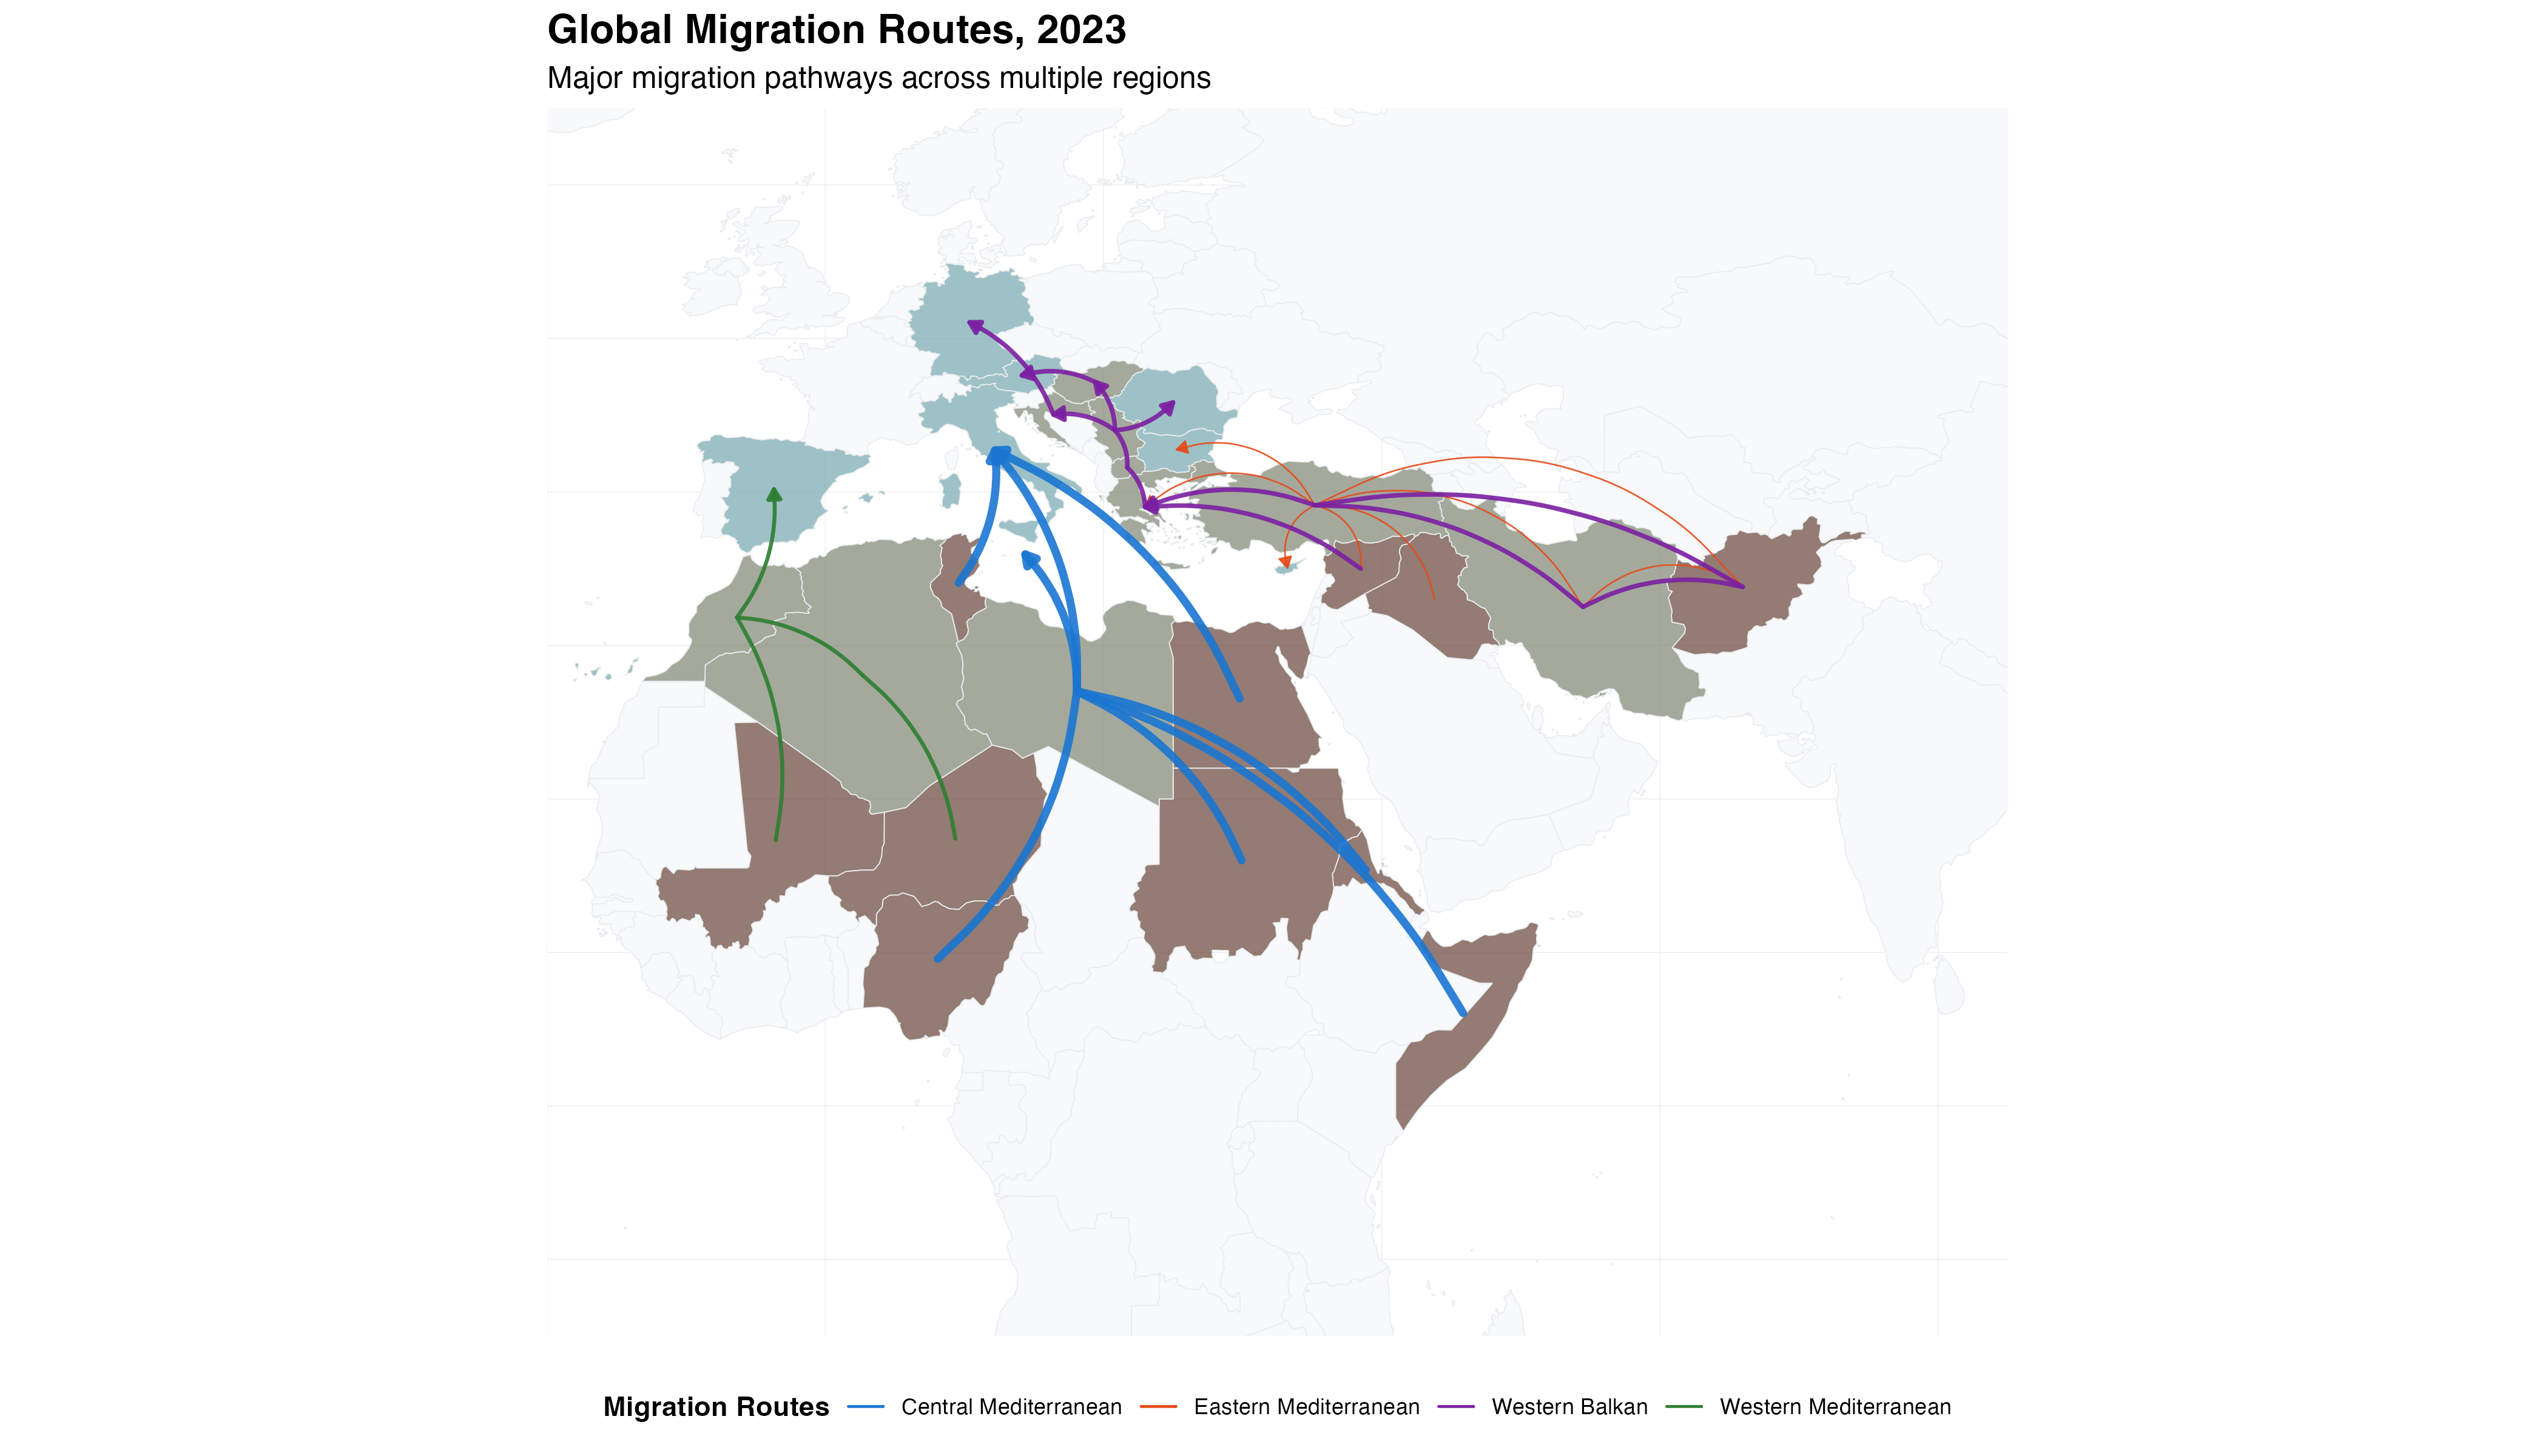 Global Migration Routes, 2023
Major migration pathways across multiple regions
Migration Routes Central Mediterranean Eastern Mediterranean Western Balkan Western Mediterranean